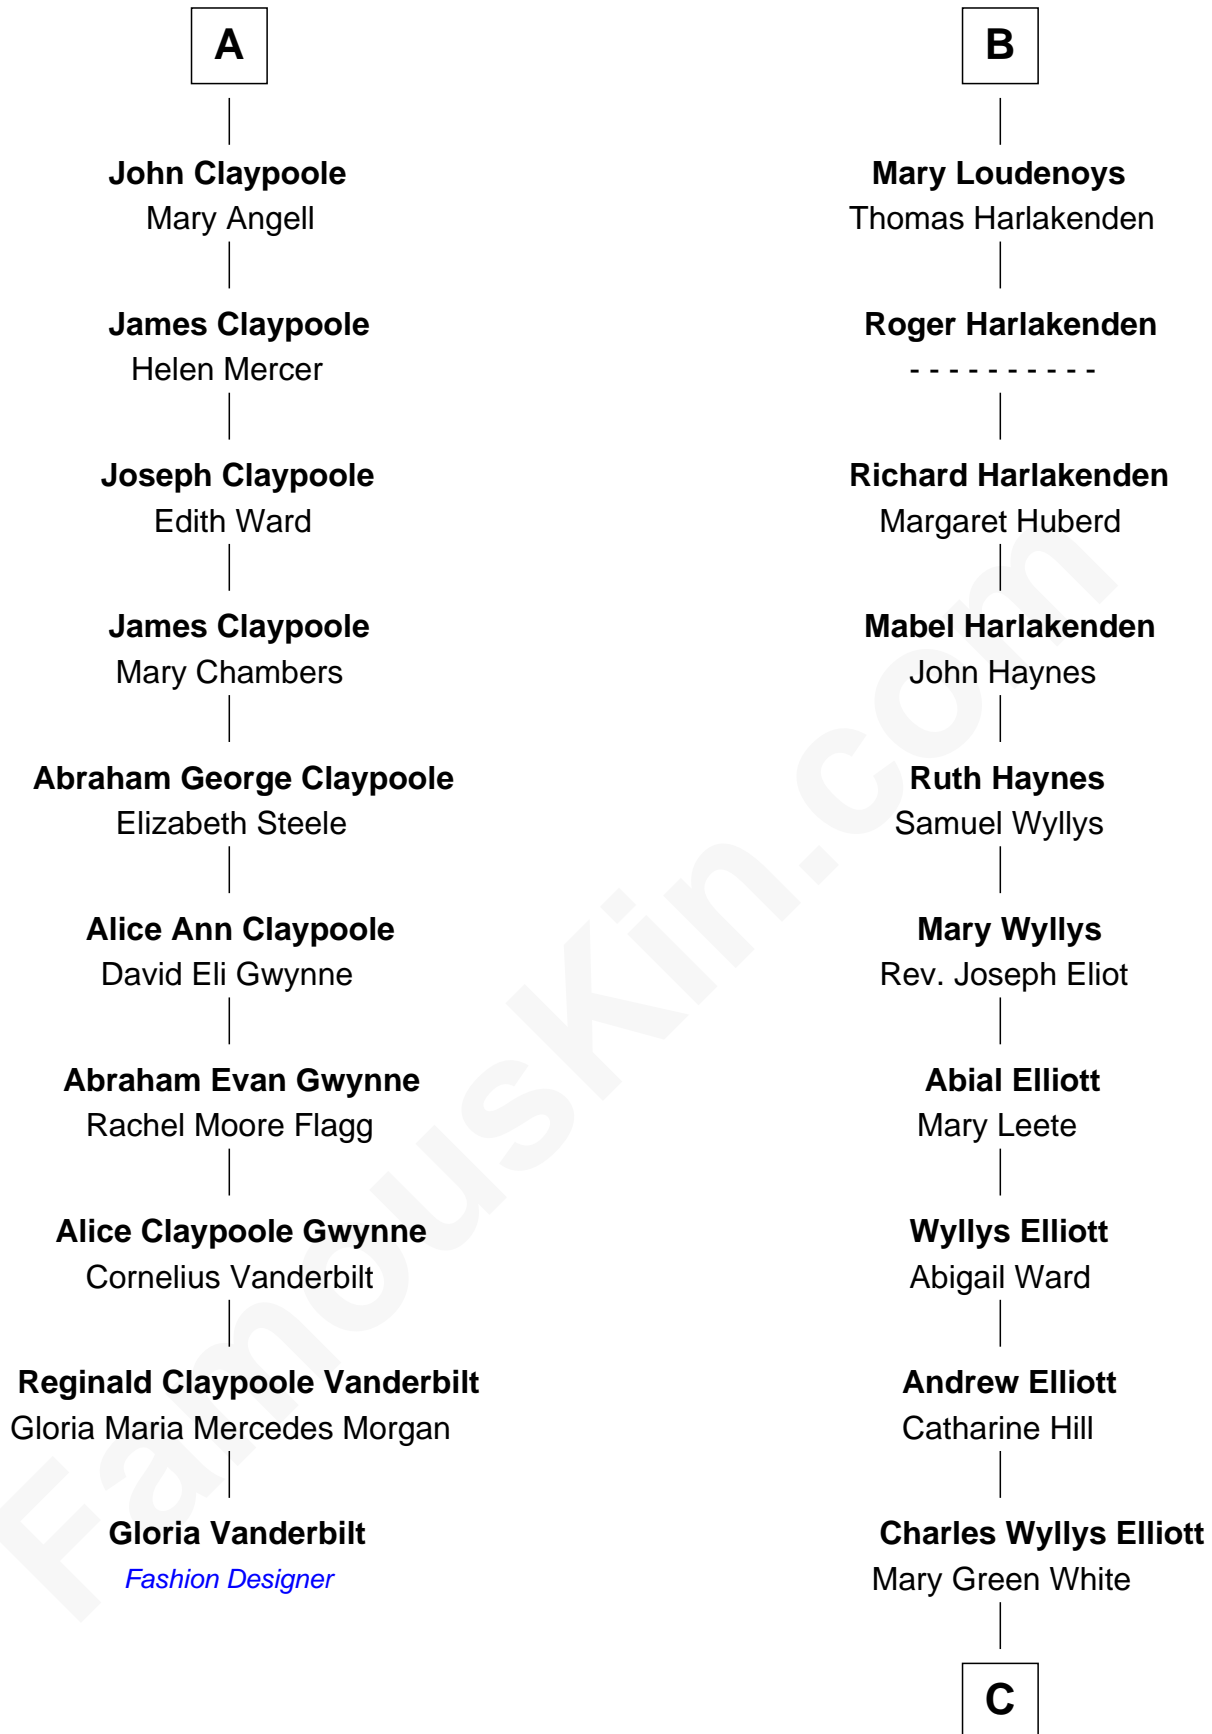 A
John Claypoole
Mary Angell
James Claypoole
Helen Mercer
Joseph Claypoole
Edith Ward
James Claypoole
Mary Chambers
Abraham George Claypoole
Elizabeth Steele
Alice Ann Claypoole
David Eli Gwynne
Abraham Evan Gwynne
Rachel Moore Flagg
Alice Claypoole Gwynne
Cornelius Vanderbilt
Reginald Claypoole Vanderbilt
Gloria Maria Mercedes Morgan
Gloria Vanderbilt
Fashion Designer
B
Mary Loudenoys
Thomas Harlakenden
Roger Harlakenden
- - - - - - - - - -
Richard Harlakenden
Margaret Huberd
Mabel Harlakenden
John Haynes
Ruth Haynes
Samuel Wyllys
Mary Wyllys
Rev. Joseph Eliot
Abial Elliott
Mary Leete
Wyllys Elliott
Abigail Ward
Andrew Elliott
Catharine Hill
Charles Wyllys Elliott
Mary Green White
C
FamousKin.com